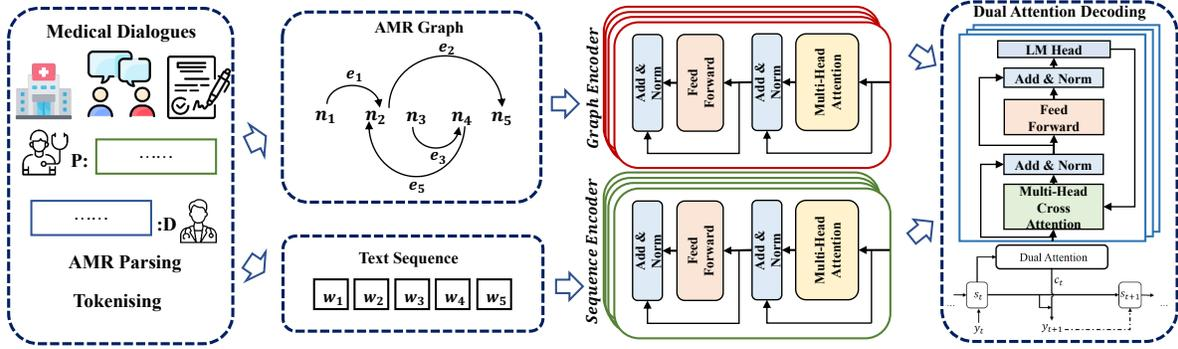 Medical Dialogues
P:
......
......
:D
AMR Parsing
Tokenising
AMR Graph
e₂
e₁
n₁ n₂ n₃ n₄ n₅
e₃
e₅
Text Sequence
w₁ w₂ w₃ w₄ w₅
Graph Encoder
Add & Norm
Feed Forward
Add & Norm
Multi-Head Attention
Sequence Encoder
Add & Norm
Feed Forward
Add & Norm
Multi-Head Attention
Dual Attention Decoding
LM Head
Add & Norm
Feed
Forward
Add & Norm
Multi-Head
Cross
Attention
Dual Attention
cₜ
... sₜ sₜ₊₁ ...
yₜ yₜ₊₁